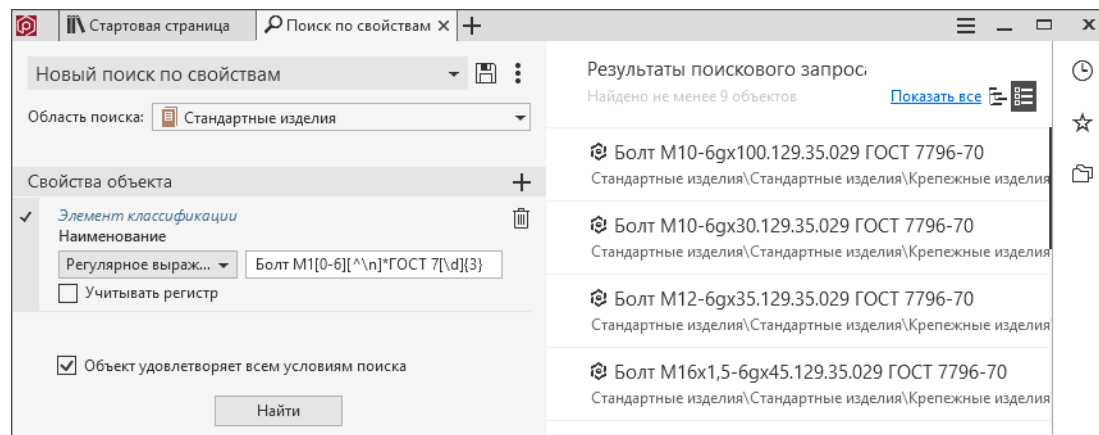 Стартовая страница
Поиск по свойствам
Новый поиск по свойствам
Область поиска: Стандартные изделия
Свойства объекта
Элемент классификации
Наименование
Регулярное выраж... Болт М1[0-6][^\n]*ГОСТ 7[\d]{3}
Учитывать регистр
Объект удовлетворяет всем условиям поиска
Найти
Результаты поискового запроса
Найдено не менее 9 объектов Показать все
Болт М10-6gx100.129.35.029 ГОСТ 7796-70
Стандартные изделия\Стандартные изделия\Крепежные изделия
Болт М10-6gx30.129.35.029 ГОСТ 7796-70
Стандартные изделия\Стандартные изделия\Крепежные изделия
Болт М12-6gx35.129.35.029 ГОСТ 7796-70
Стандартные изделия\Стандартные изделия\Крепежные изделия
Болт М16x1,5-6gx45.129.35.029 ГОСТ 7796-70
Стандартные изделия\Стандартные изделия\Крепежные изделия